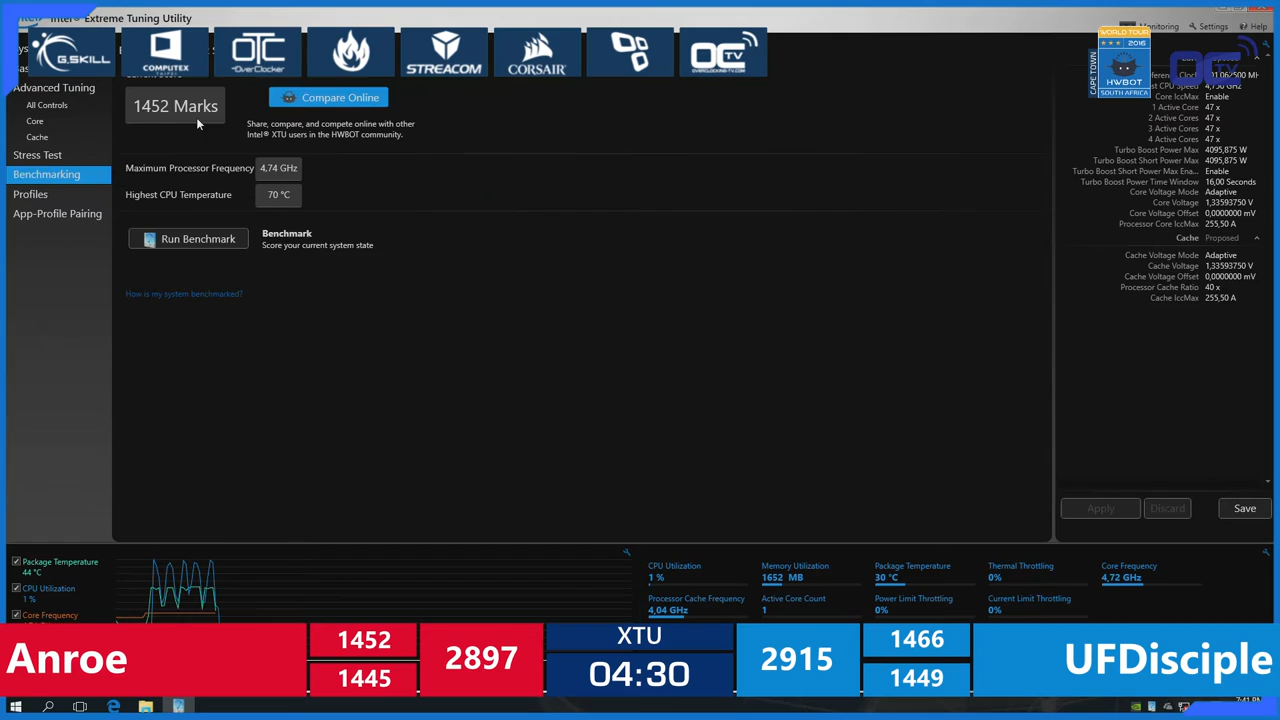 Intel® Extreme Tuning Utility
Monitoring
Settings
Help
G.SKILL
COMPUTEX
TAIPEI
OTC
OVERCLOCKER
STREACOM
CORSAIR
OCTV
OVERCLOCKING-TV.COM
WORLD TOUR
2016
CAPE TOWN
HWBOT
SOUTH AFRICA
Advanced Tuning
All Controls
Core
Cache
Stress Test
Benchmarking
Profiles
App-Profile Pairing
1452 Marks
Compare Online
Share, compare, and compete online with other
Intel® XTU users in the HWBOT community.
Maximum Processor Frequency 4,74 GHz
Highest CPU Temperature 70 °C
Run Benchmark
Benchmark
Score your current system state
How is my system benchmarked?
Core IccMax Enable
1 Active Core 47 x
2 Active Cores 47 x
3 Active Cores 47 x
4 Active Cores 47 x
Turbo Boost Power Max 4095,875 W
Turbo Boost Short Power Max 4095,875 W
Turbo Boost Short Power Max Ena... Enable
Turbo Boost Power Time Window 16,00 Seconds
Core Voltage Mode Adaptive
Core Voltage 1,33593750 V
Core Voltage Offset 0,0000000 mV
Processor Core IccMax 255,50 A
Cache Proposed
Cache Voltage Mode Adaptive
Cache Voltage 1,33593750 V
Cache Voltage Offset 0,0000000 mV
Processor Cache Ratio 40 x
Cache IccMax 255,50 A
Apply
Discard
Save
Package Temperature
44 °C
CPU Utilization
1 %
Core Frequency
CPU Utilization
1 %
Memory Utilization
1652 MB
Package Temperature
30 °C
Thermal Throttling
0%
Core Frequency
4,72 GHz
Processor Cache Frequency
4,04 GHz
Active Core Count
1
Power Limit Throttling
0%
Current Limit Throttling
0%
Anroe
1452
1445
2897
XTU
04:30
2915
1466
1449
UFDisciple
7:41 PM